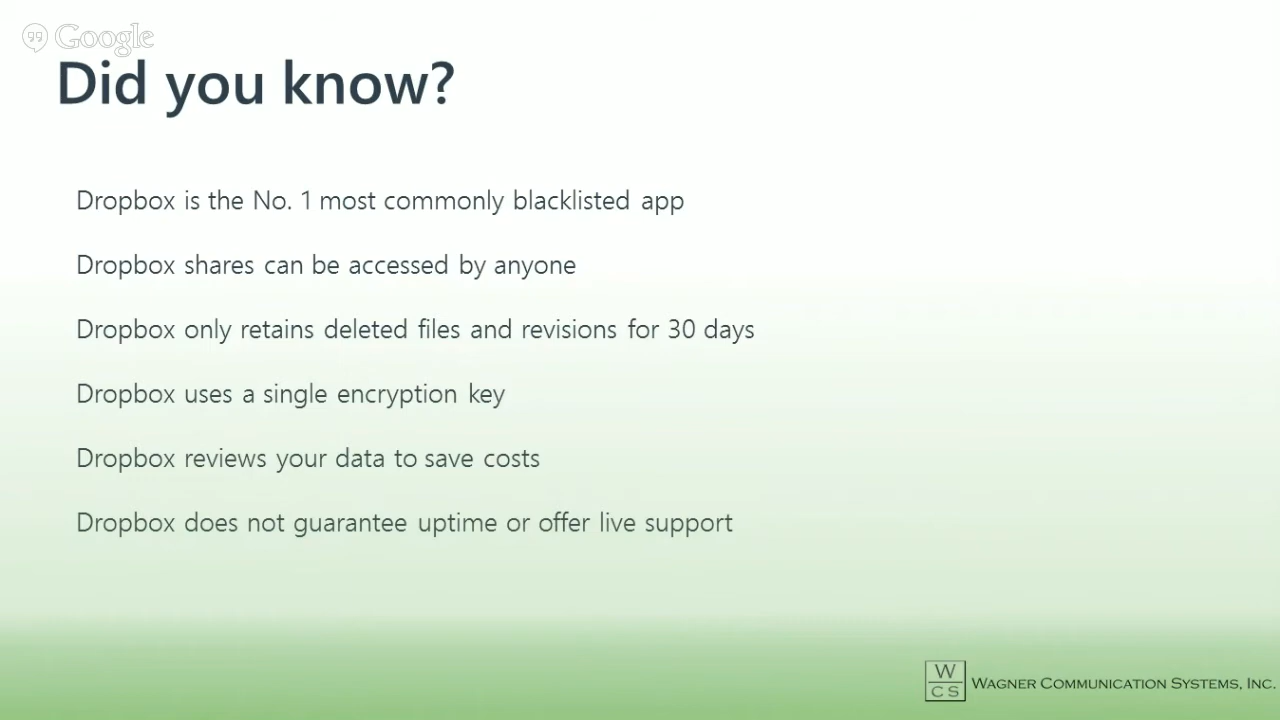 Google
Did you know?
Dropbox is the No. 1 most commonly blacklisted app
Dropbox shares can be accessed by anyone
Dropbox only retains deleted files and revisions for 30 days
Dropbox uses a single encryption key
Dropbox reviews your data to save costs
Dropbox does not guarantee uptime or offer live support
W
CS
WAGNER COMMUNICATION SYSTEMS, INC.